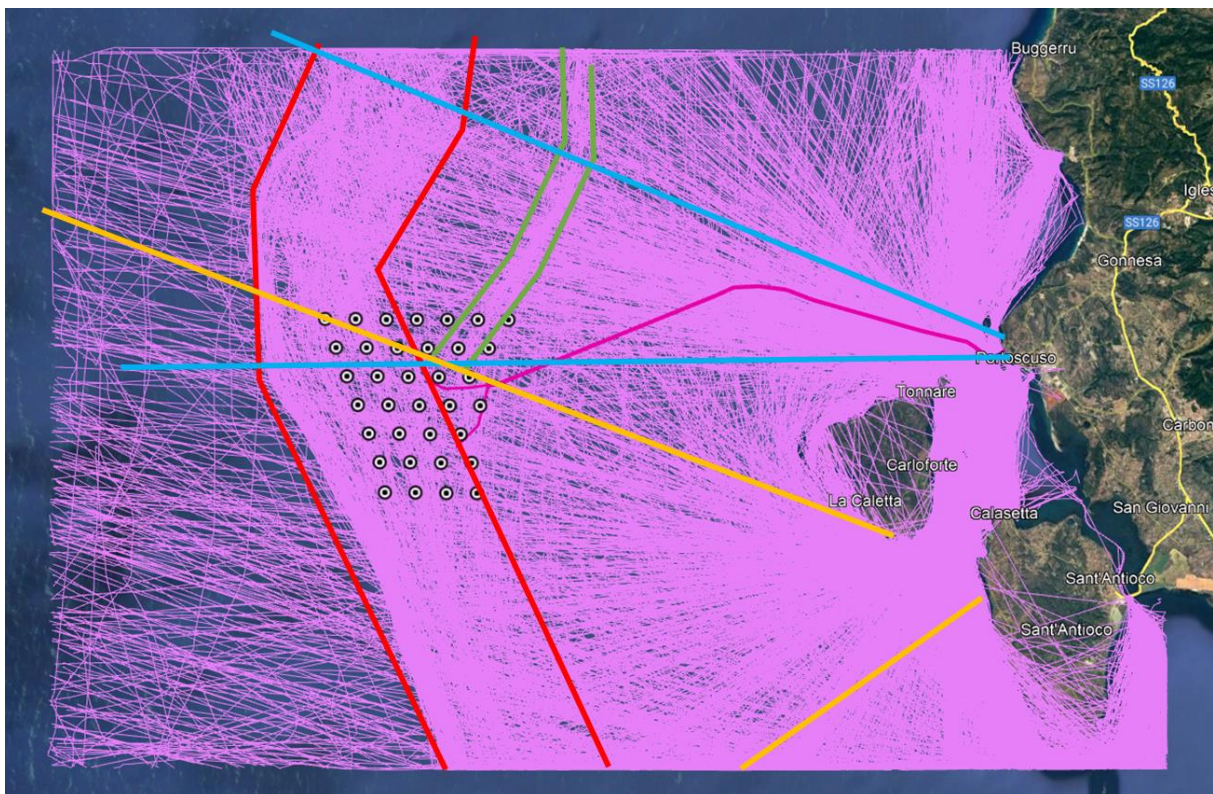 Buggerru
SS126
Igles
SS126
Gonnesa
Portoscuso
Tonnare
Carbon
Carloforte
La Caletta
Calasetta
San Giovanni
Sant'Antioco
Sant'Antioco